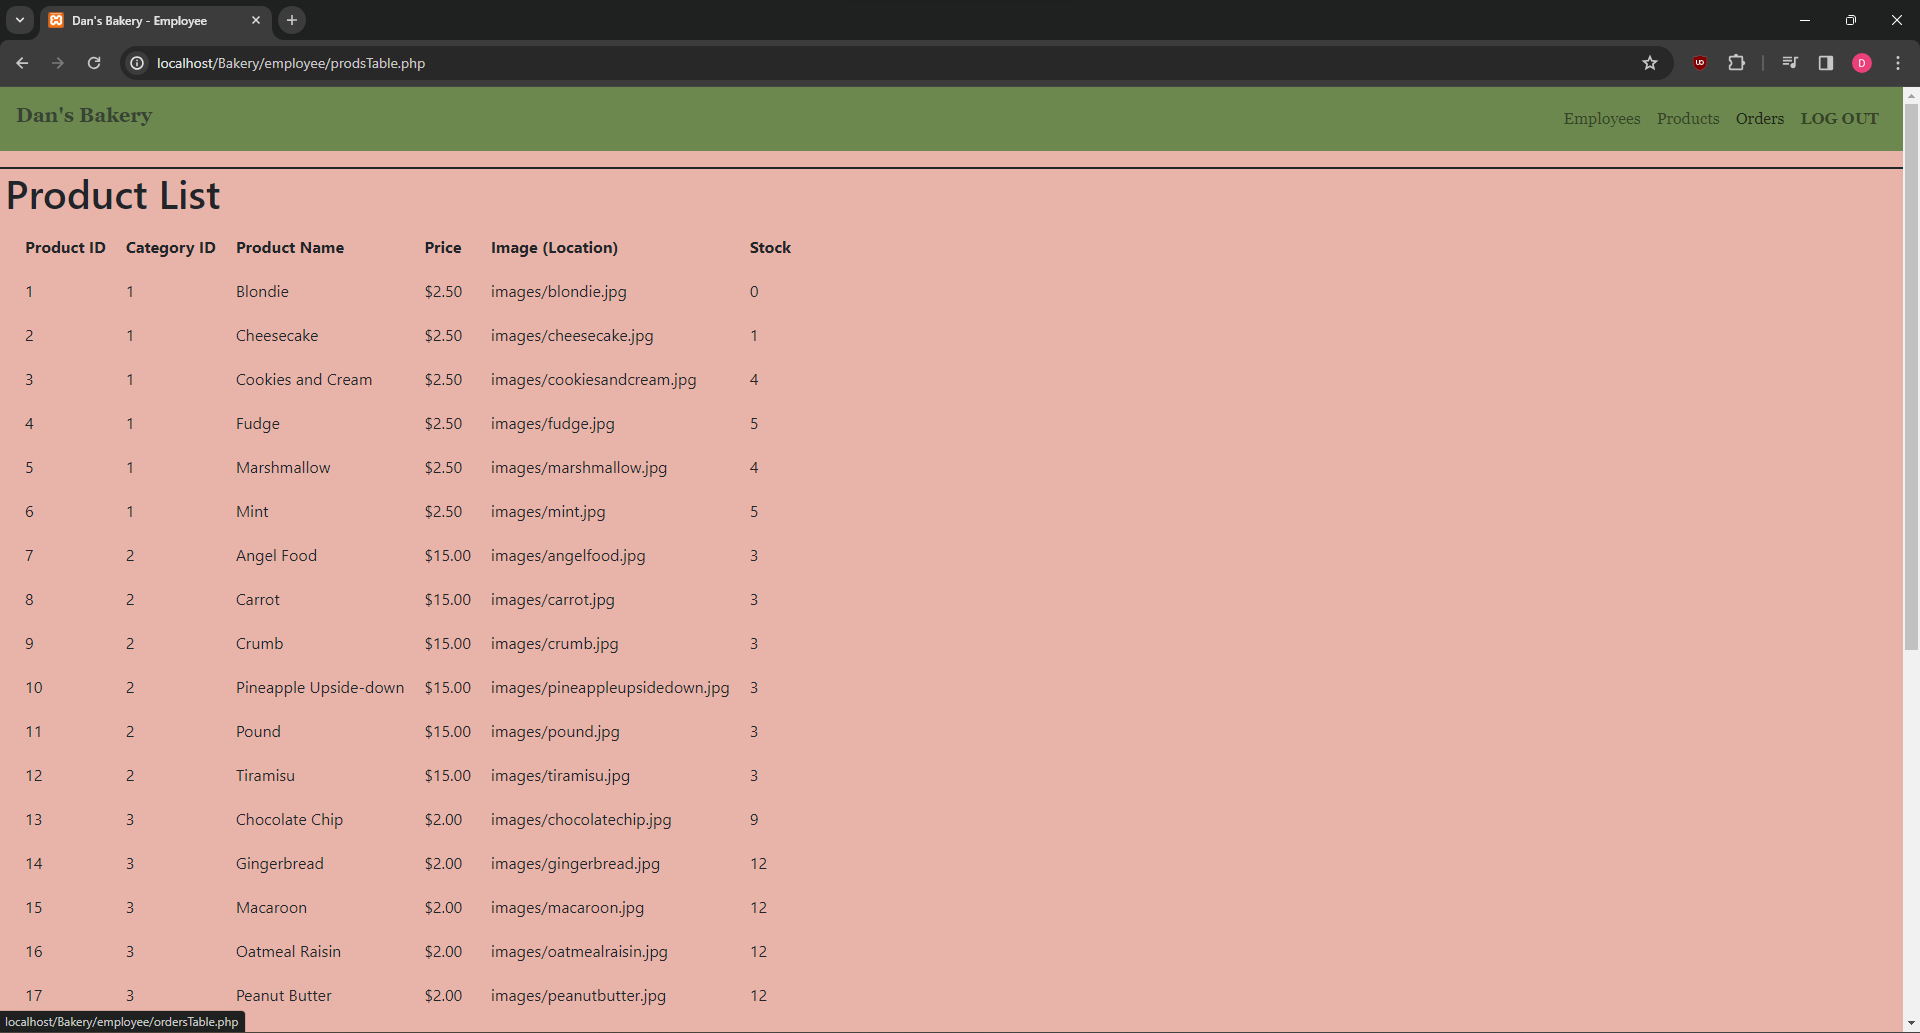 Dan's Bakery - Employee
localhost/Bakery/employee/prodsTable.php
D
Dan's Bakery Employees Products Orders LOG OUT
Product List
Product ID Category ID Product Name Price Image (Location) Stock
1 1 Blondie $2.50 images/blondie.jpg 0
2 1 Cheesecake $2.50 images/cheesecake.jpg 1
3 1 Cookies and Cream $2.50 images/cookiesandcream.jpg 4
4 1 Fudge $2.50 images/fudge.jpg 5
5 1 Marshmallow $2.50 images/marshmallow.jpg 4
6 1 Mint $2.50 images/mint.jpg 5
7 2 Angel Food $15.00 images/angelfood.jpg 3
8 2 Carrot $15.00 images/carrot.jpg 3
9 2 Crumb $15.00 images/crumb.jpg 3
10 2 Pineapple Upside-down $15.00 images/pineappleupsidedown.jpg 3
11 2 Pound $15.00 images/pound.jpg 3
12 2 Tiramisu $15.00 images/tiramisu.jpg 3
13 3 Chocolate Chip $2.00 images/chocolatechip.jpg 9
14 3 Gingerbread $2.00 images/gingerbread.jpg 12
15 3 Macaroon $2.00 images/macaroon.jpg 12
16 3 Oatmeal Raisin $2.00 images/oatmealraisin.jpg 12
17 3 Peanut Butter $2.00 images/peanutbutter.jpg 12
localhost/Bakery/employee/ordersTable.php